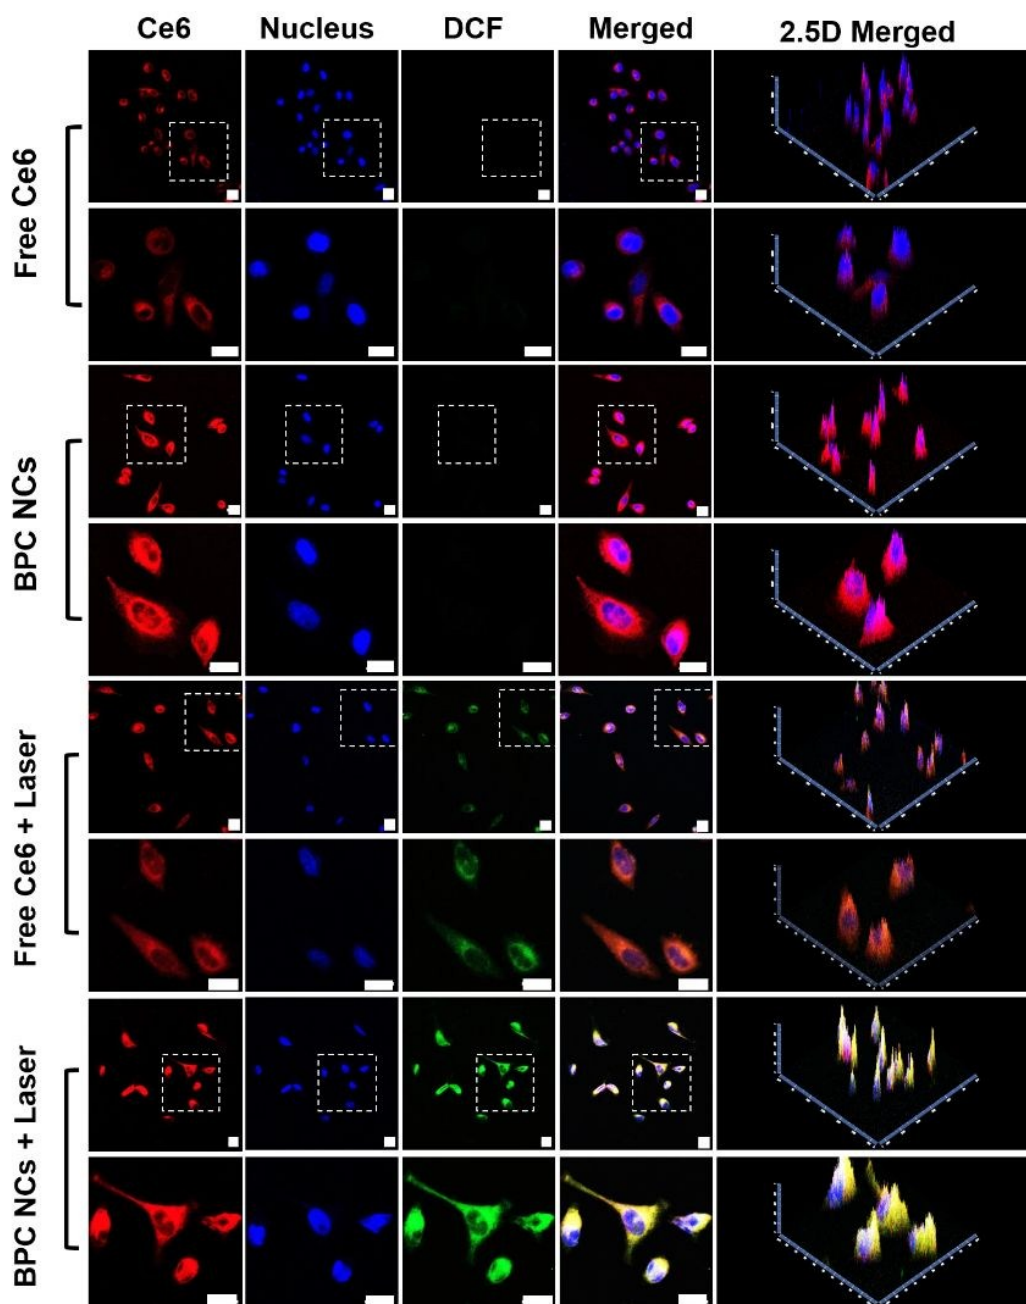 Ce6 Nucleus DCF Merged 2.5D Merged
Free Ce6
BPC NCs
Free Ce6 + Laser
BPC NCs + Laser